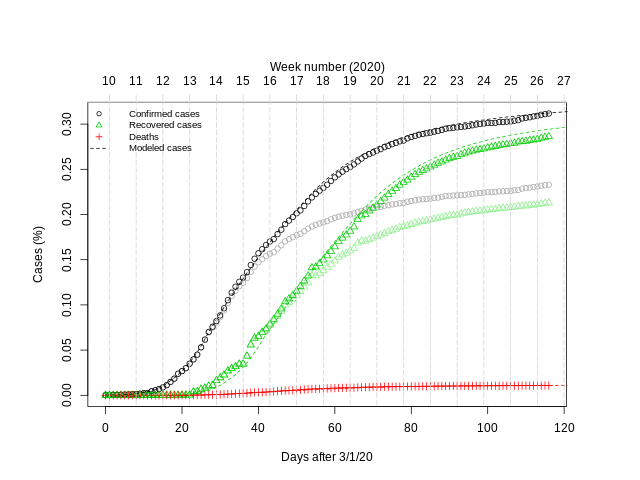 Week number (2020)
10 11 12 13 14 15 16 17 18 19 20 21 22 23 24 25 26 27
Confirmed cases
Recovered cases
Deaths
Modeled cases
Cases (%)
0.30
0.25
0.20
0.15
0.10
0.05
0.00
0 20 40 60 80 100 120
Days after 3/1/20